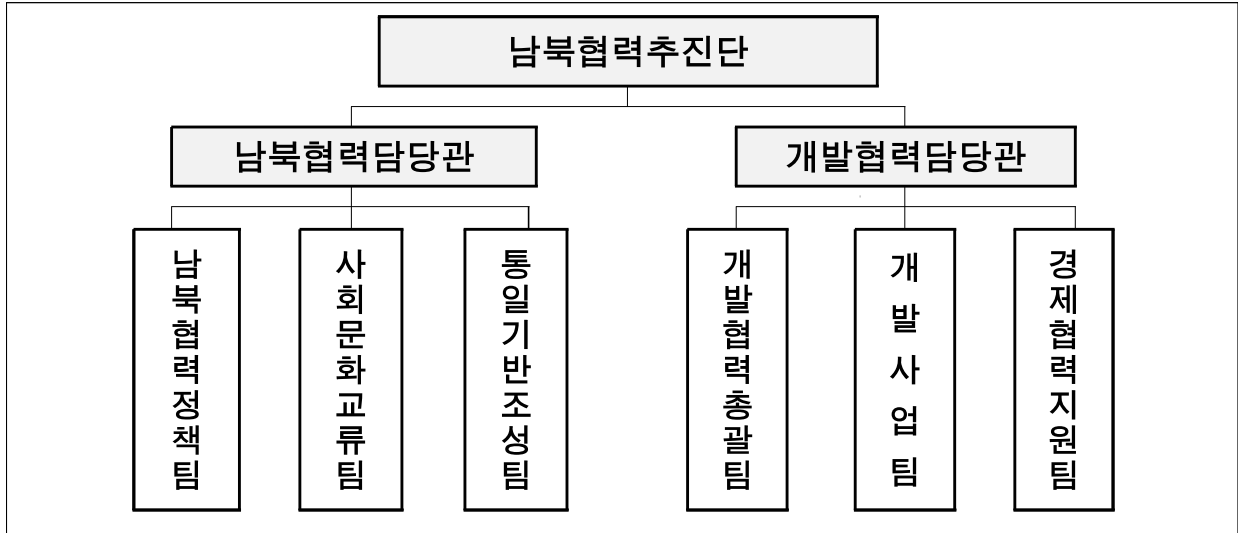 남북협력추진단
남북협력담당관
개발협력담당관
남북협력정책팀
사회문화교류팀
통일기반조성팀
개발협력총괄팀
개발사업팀
경제협력지원팀